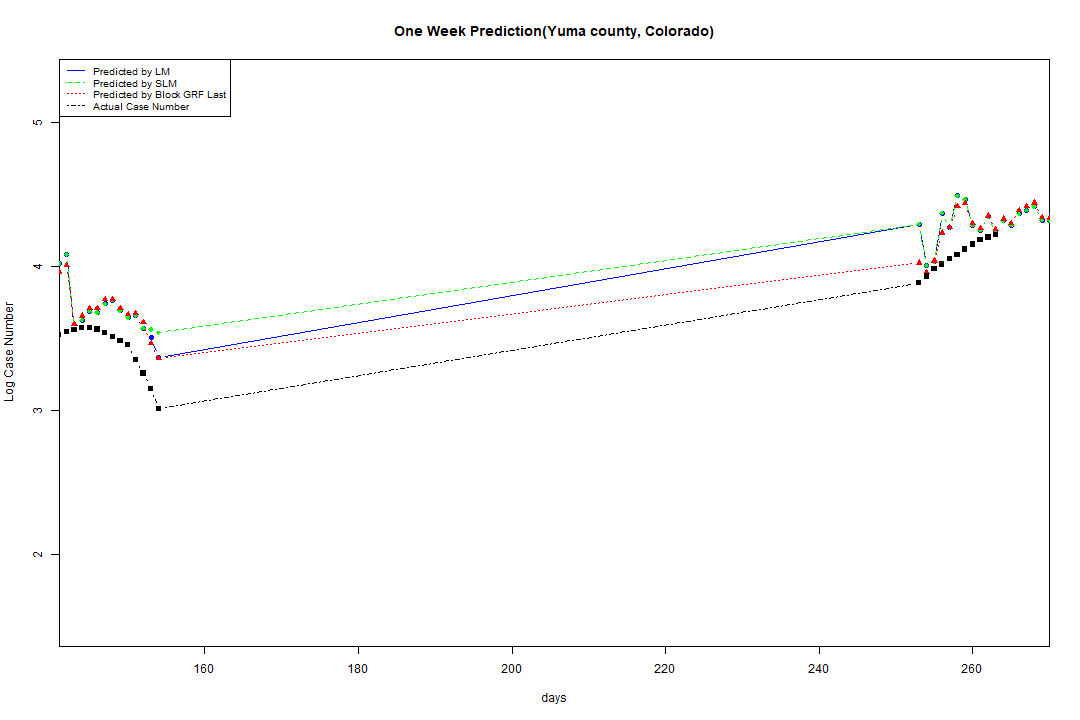 One Week Prediction(Yuma county, Colorado)
Predicted by LM
Predicted by SLM
Predicted by Block GRF Last
Actual Case Number
5
4
3
2
Log Case Number
160 180 200 220 240 260
days